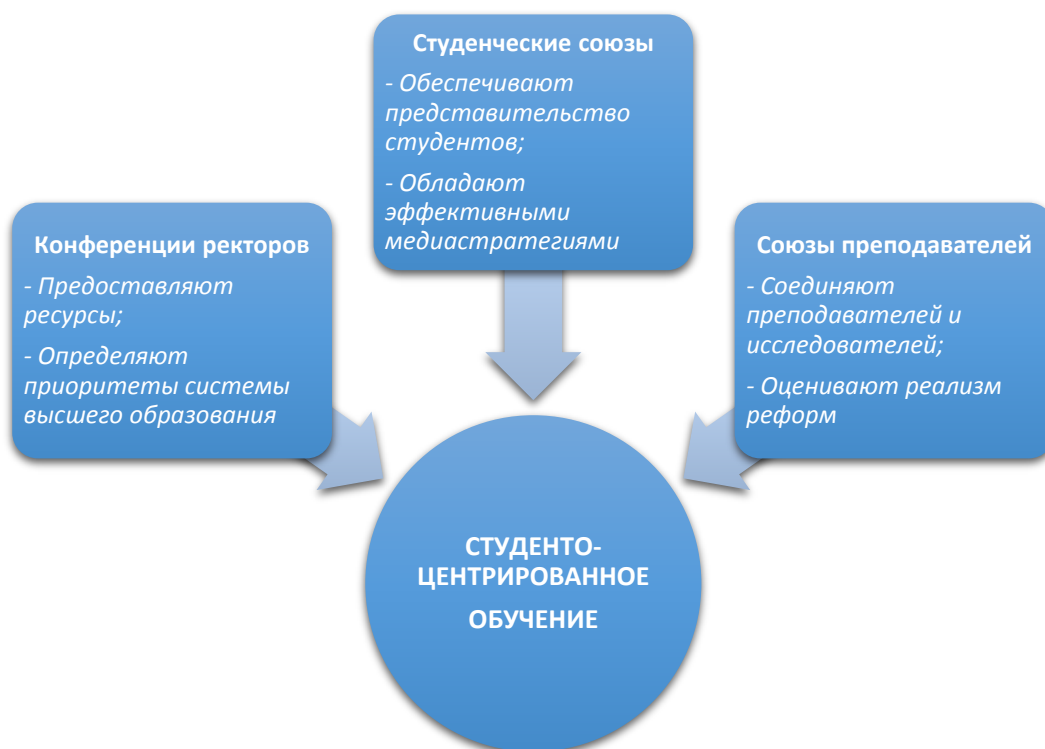 Студенческие союзы
- Обеспечивают
представительство
студентов;
- Обладают
эффективными
медиастратегиями
Конференции ректоров
- Предоставляют
ресурсы;
- Определяют
приоритеты системы
высшего образования
Союзы преподавателей
- Соединяют
преподавателей и
исследователей;
- Оценивают реализм
реформ
СТУДЕНТО-
ЦЕНТРИРОВАННОЕ
ОБУЧЕНИЕ